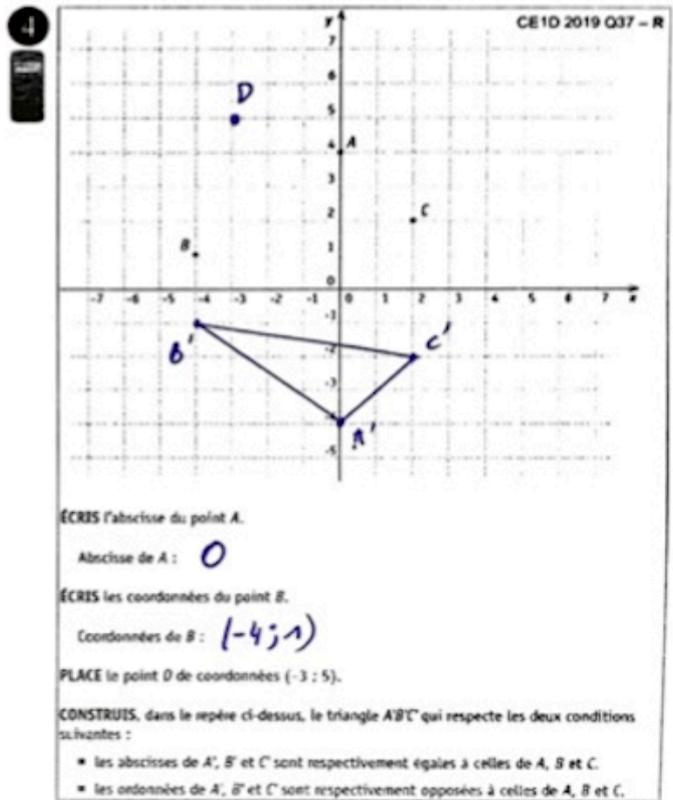 4
CE1D 2019 Q37 – R
y
7
6
D
5
4 A
3
2 C
B 1
0
-7 -6 -4 -3 -2 -1 0 1 2 3 4 5 6 7 x
-1
B' C'
-2
-3
A'
-5
ÉCRIS l'abscisse du point A.
Abscisse de A : 0
ÉCRIS les coordonnées du point B.
Coordonnées de B : (-4 ; 1)
PLACE le point D de coordonnées (-3 ; 5).
CONSTRUIS, dans le repère ci-dessus, le triangle A'B'C' qui respecte les deux conditions
suivantes :
▪ les abscisses de A', B' et C' sont respectivement égales à celles de A, B et C.
▪ les ordonnées de A', B' et C' sont respectivement opposées à celles de A, B et C.